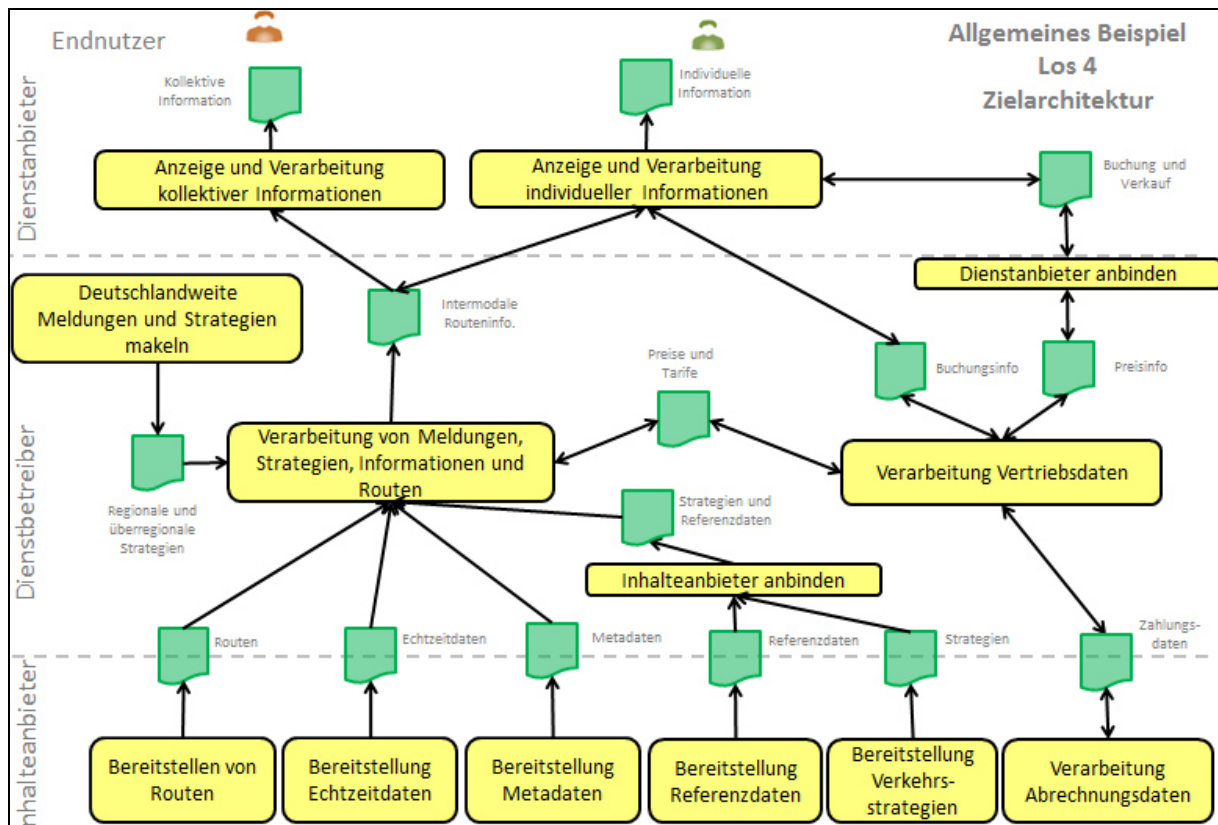 Endnutzer
Allgemeines Beispiel
Los 4
Zielarchitektur
Dienstanbieter
Kollektive
Information
Individuelle
Information
Anzeige und Verarbeitung
kollektiver Informationen
Anzeige und Verarbeitung
individueller Informationen
Buchung und
Verkauf
Dienstbetreiber
Deutschlandweite
Meldungen und Strategien
makeln
Intermodale
Routeninfo.
Dienstanbieter anbinden
Preise und
Tarife
Buchungsinfo
Preisinfo
Verarbeitung von Meldungen,
Strategien, Informationen und
Routen
Verarbeitung Vertriebsdaten
Regionale und
überregionale
Strategien
Strategien und
Referenzdaten
Inhalteanbieter anbinden
Routen
Echtzeitdaten
Metadaten
Referenzdaten
Strategien
Zahlungs-
daten
Inhalteanbieter
Bereitstellen von
Routen
Bereitstellung
Echtzeitdaten
Bereitstellung
Metadaten
Bereitstellung
Referenzdaten
Bereitstellung
Verkehrs-
strategien
Verarbeitung
Abrechnungsdaten